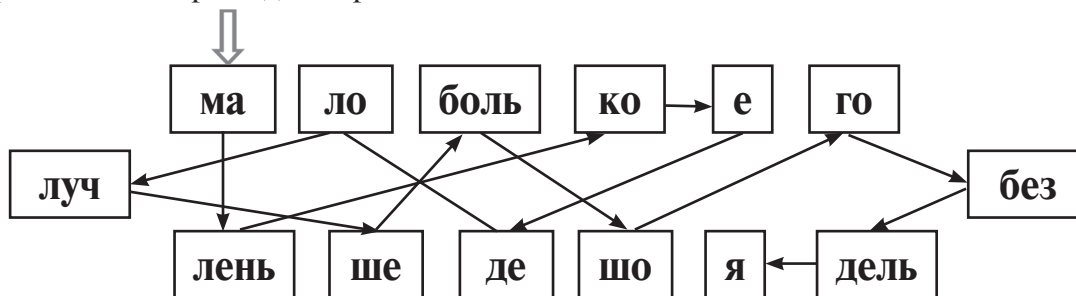 ма ло боль ко е го
луч без
лень ше де шо я дель